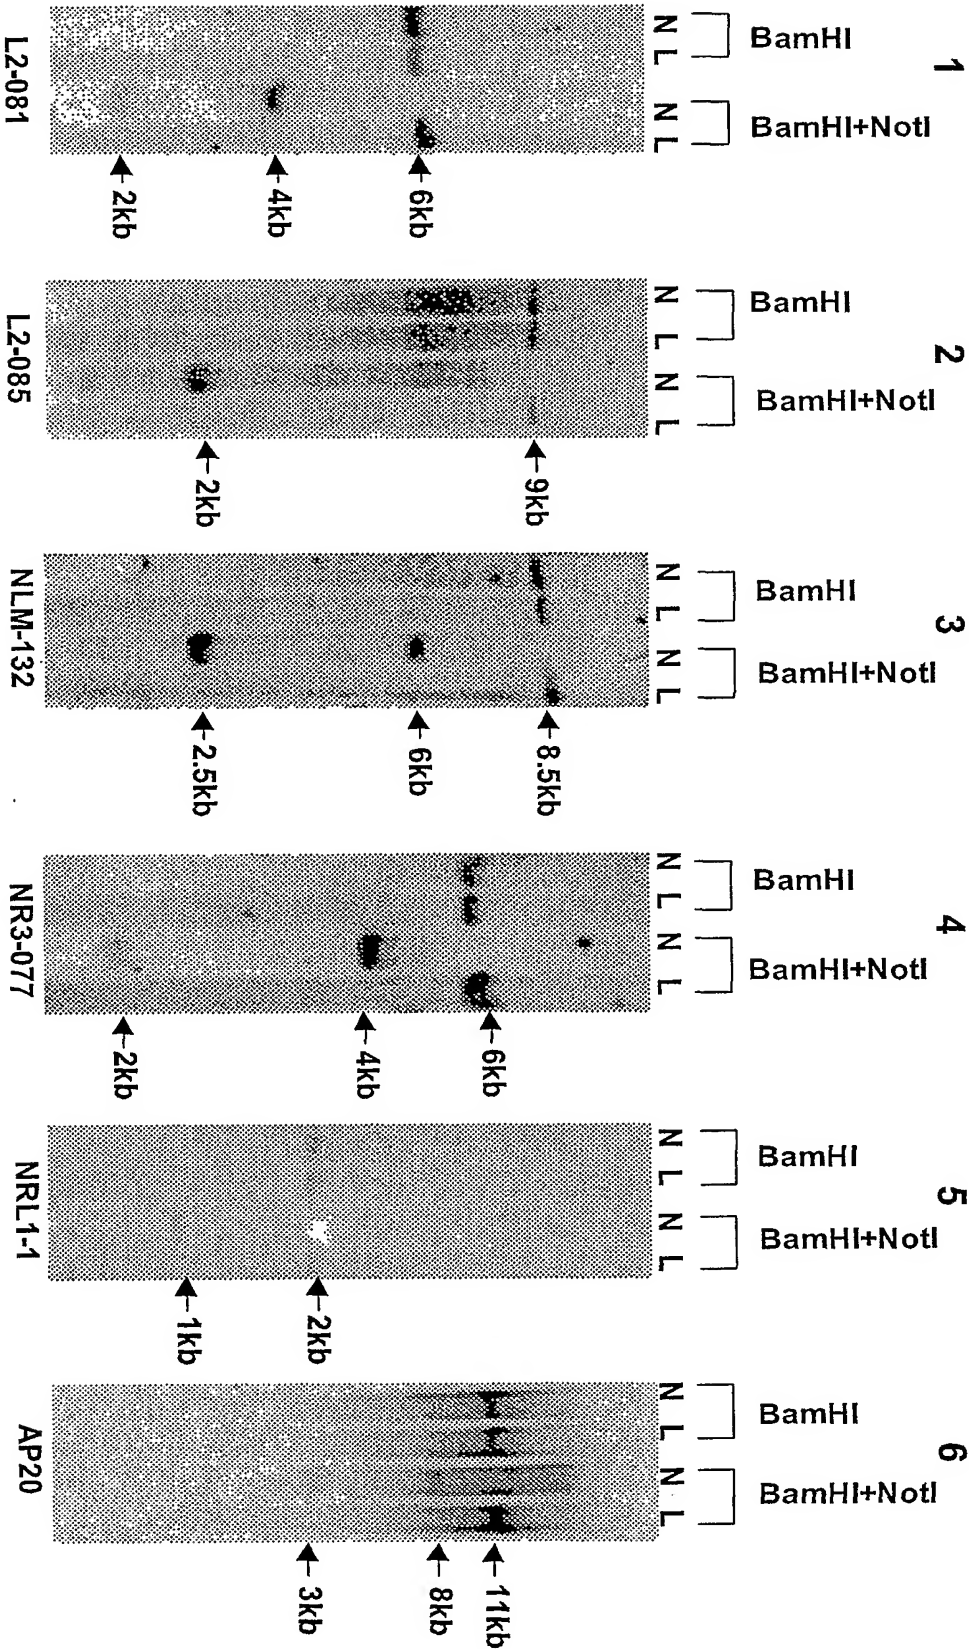 1
BamHI
BamHI+NotI
N L N L
6kb
4kb
2kb
L2-081
2
BamHI
BamHI+NotI
N L N L
9kb
2kb
L2-085
3
BamHI
BamHI+NotI
N L N L
8.5kb
6kb
2.5kb
NLM-132
4
BamHI
BamHI+NotI
N L N L
6kb
4kb
2kb
NR3-077
5
BamHI
BamHI+NotI
N L N L
2kb
1kb
NRL1-1
6
BamHI
BamHI+NotI
N L N L
11kb
8kb
3kb
AP20